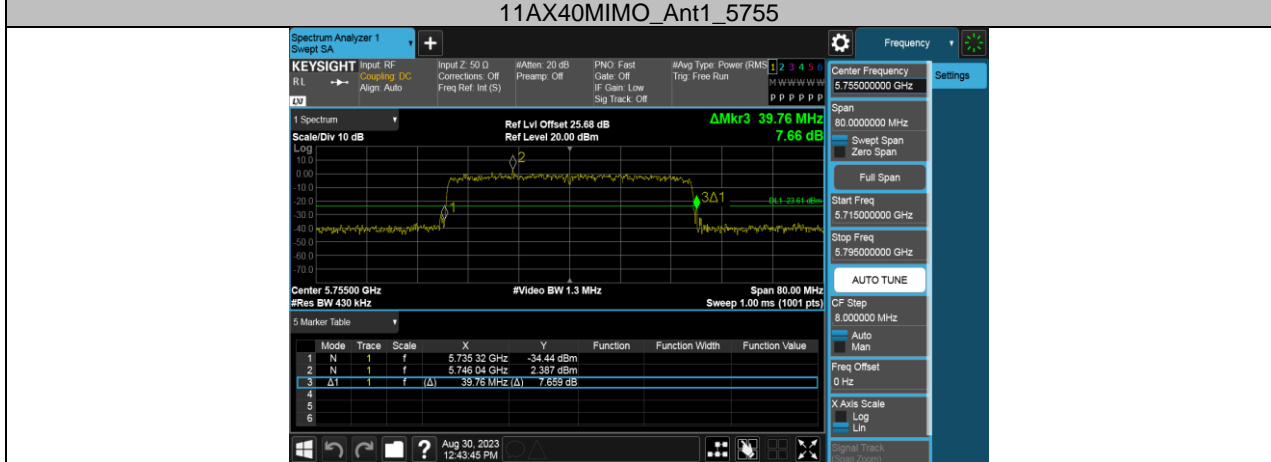 11AX40MIMO_Ant1_5755
Spectrum Analyzer 1
Swept SA
Frequency
KEYSIGHT Input: RF Input Z: 50 Ω #Atten: 20 dB PNO: Fast #Avg Type: Power (RMS 1 2 3 4 5 6
RL Coupling: DC Corrections: Off Preamp: Off Gate: Off Trig: Free Run M W W W W W
Align: Auto Freq Ref: Int (S) IF Gain: Low P P P P P P
LXI Sig Track: Off
Center Frequency
5.755000000 GHz
Settings
Span
80.0000000 MHz
Swept Span
Zero Span
Full Span
Start Freq
5.715000000 GHz
Stop Freq
5.795000000 GHz
AUTO TUNE
CF Step
8.000000 MHz
Auto
Man
Freq Offset
0 Hz
X Axis Scale
Log
Lin
Signal Track
(Span Zoom)
1 Spectrum
Ref Lvl Offset 25.68 dB
ΔMkr3 39.76 MHz
Scale/Div 10 dB
Ref Level 20.00 dBm
7.66 dB
Log
10.0
0.00
-10.0
-20.0
-30.0
-40.0
-50.0
-60.0
-70.0
2
3Δ1
1
DL1 -23.61 dBm
Center 5.75500 GHz #Video BW 1.3 MHz Span 80.00 MHz
#Res BW 430 kHz Sweep 1.00 ms (1001 pts)
5 Marker Table
Mode Trace Scale X Y Function Function Width Function Value
1 N 1 f 5.735 32 GHz -34.44 dBm
2 N 1 f 5.746 04 GHz 2.387 dBm
3 Δ1 1 f (Δ) 39.76 MHz (Δ) 7.659 dB
4
5
6
? Aug 30, 2023
12:43:45 PM